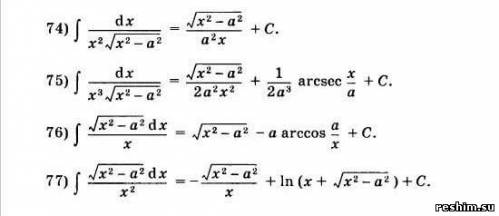 74) ∫ dx / (x²√(x² – a²)) = √(x² – a²) / (a²x) + C.
75) ∫ dx / (x³√(x² – a²)) = √(x² – a²) / (2a²x²) + 1 / (2a³) arcsec x/a + C.
76) ∫ √(x² – a²) dx / x = √(x² – a²) – a arccos a/x + C.
77) ∫ √(x² – a²) dx / x² = – √(x² – a²) / x + ln (x + √(x² – a²)) + C.
reshim.su